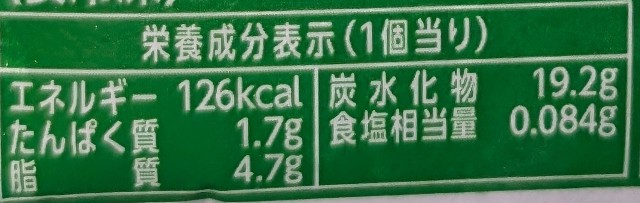 栄養成分表示(1個当り)
エネルギー 126kcal
たんぱく質 1.7g
脂質 4.7g
炭水化物 19.2g
食塩相当量 0.084g